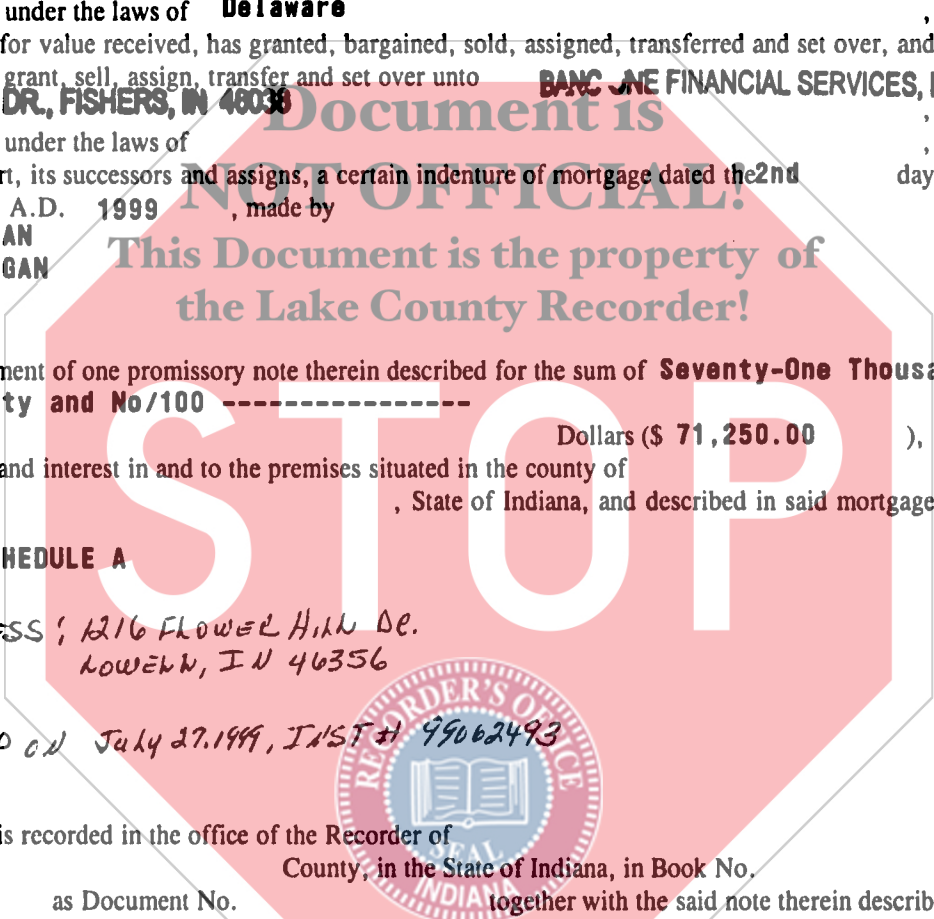 under the laws of Delaware ,
for value received, has granted, bargained, sold, assigned, transferred and set over, and
grant, sell, assign, transfer and set over unto BANC ONE FINANCIAL SERVICES,
DR., FISHERS, IN 46038
Document is
under the laws of ,
NOT OFFICIAL!
rt, its successors and assigns, a certain indenture of mortgage dated the 2nd day
A.D. 1999 , made by
AN
GAN
This Document is the property of
the Lake County Recorder!
ment of one promissory note therein described for the sum of Seventy-One Thousa
ty and No/100 ----------------
Dollars ($ 71,250.00 ),
and interest in and to the premises situated in the county of
, State of Indiana, and described in said mortgage
STOP
HEDULE A
ESS: 1216 FLOWER HILL DR.
LOWELL, IN 46356
D ON July 27.1999, INST # 99062493
RECORDER'S OFFICE
is recorded in the office of the Recorder of
SEAL
County, in the State of Indiana, in Book No.
INDIANA
as Document No. together with the said note therein describ